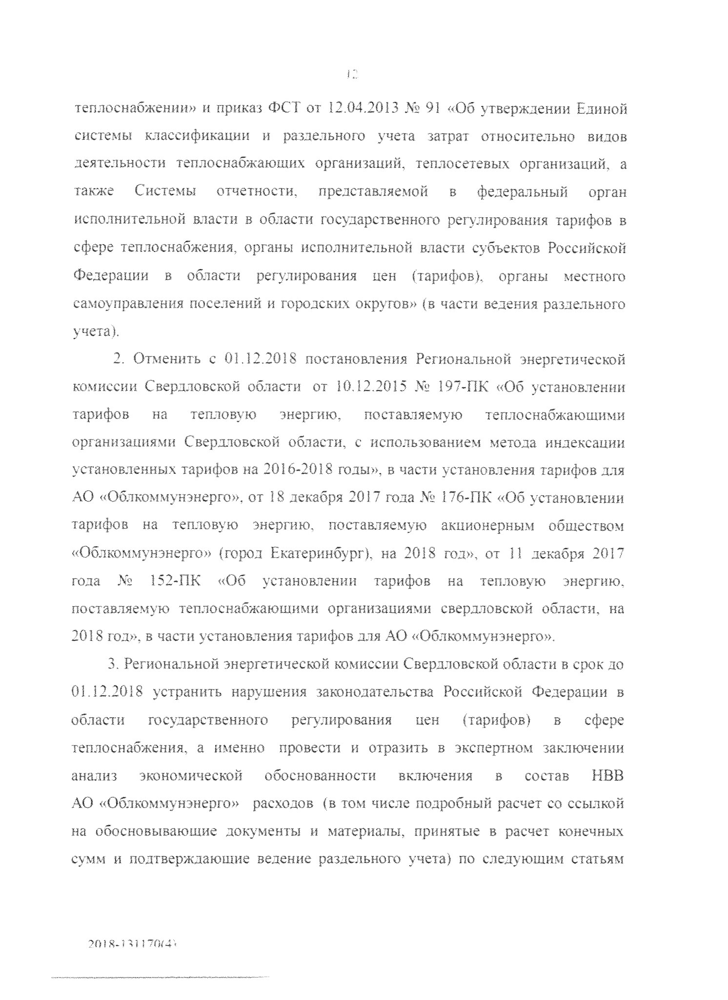 12
теплоснабжении» и приказ ФСТ от 12.04.2013 № 91 «Об утверждении Единой
системы классификации и раздельного учета затрат относительно видов
деятельности теплоснабжающих организаций, теплосетевых организаций, а
также Системы отчетности, представляемой в федеральный орган
исполнительной власти в области государственного регулирования тарифов в
сфере теплоснабжения, органы исполнительной власти субъектов Российской
Федерации в области регулирования цен (тарифов), органы местного
самоуправления поселений и городских округов» (в части ведения раздельного
учета).
2. Отменить с 01.12.2018 постановления Региональной энергетической
комиссии Свердловской области от 10.12.2015 № 197-ПК «Об установлении
тарифов на тепловую энергию, поставляемую теплоснабжающими
организациями Свердловской области, с использованием метода индексации
установленных тарифов на 2016-2018 годы», в части установления тарифов для
АО «Облкоммунэнерго», от 18 декабря 2017 года № 176-ПК «Об установлении
тарифов на тепловую энергию, поставляемую акционерным обществом
«Облкоммунэнерго» (город Екатеринбург), на 2018 год», от 11 декабря 2017
года № 152-ПК «Об установлении тарифов на тепловую энергию,
поставляемую теплоснабжающими организациями свердловской области, на
2018 год», в части установления тарифов для АО «Облкоммунэнерго».
3. Региональной энергетической комиссии Свердловской области в срок до
01.12.2018 устранить нарушения законодательства Российской Федерации в
области государственного регулирования цен (тарифов) в сфере
теплоснабжения, а именно провести и отразить в экспертном заключении
анализ экономической обоснованности включения в состав НВВ
АО «Облкоммунэнерго» расходов (в том числе подробный расчет со ссылкой
на обосновывающие документы и материалы, принятые в расчет конечных
сумм и подтверждающие ведение раздельного учета) по следующим статьям
2018-131170(4)